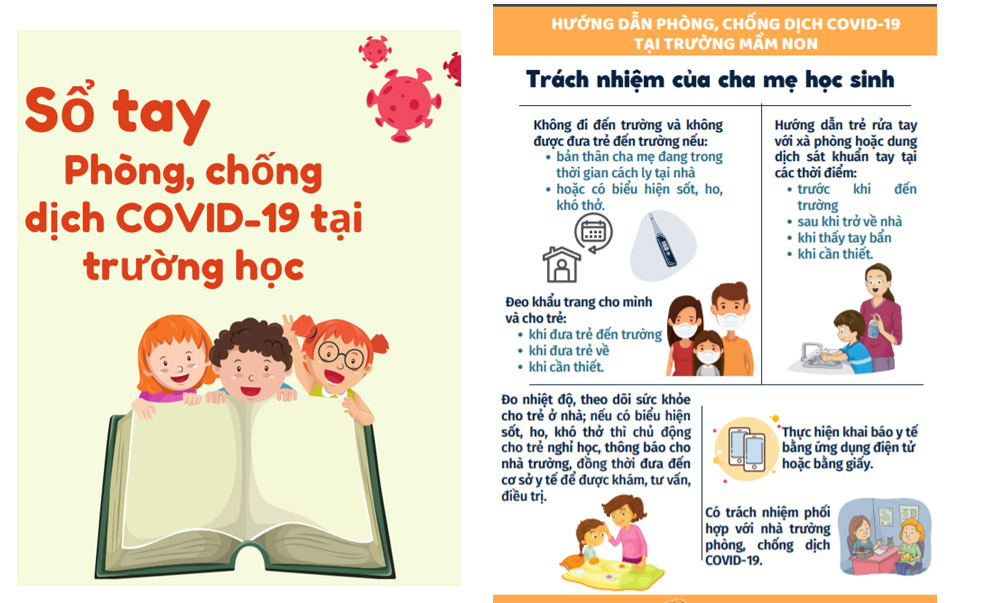 Sổ tay
Phòng, chống
dịch COVID-19 tại
trường học
HƯỚNG DẪN PHÒNG, CHỐNG DỊCH COVID-19
TẠI TRƯỜNG MẦM NON
Trách nhiệm của cha mẹ học sinh
Không đi đến trường và không
được đưa trẻ đến trường nếu:
• bản thân cha mẹ đang trong
thời gian cách ly tại nhà
• hoặc có biểu hiện sốt, ho,
khó thở.
Đeo khẩu trang cho mình
và cho trẻ:
• khi đưa trẻ đến trường
• khi đưa trẻ về
• khi cần thiết.
Hướng dẫn trẻ rửa tay
với xà phòng hoặc dung
dịch sát khuẩn tay tại
các thời điểm:
• trước khi đến
trường
• sau khi trở về nhà
• khi thấy tay bẩn
• khi cần thiết.
Đo nhiệt độ, theo dõi sức khỏe
cho trẻ ở nhà; nếu có biểu hiện
sốt, ho, khó thở thì chủ động
cho trẻ nghỉ học, thông báo cho
nhà trường, đồng thời đưa đến
cơ sở y tế để được khám, tư vấn,
điều trị.
Thực hiện khai báo y tế
bằng ứng dụng điện tử
hoặc bằng giấy.
Có trách nhiệm phối
hợp với nhà trường
phòng, chống dịch
COVID-19.